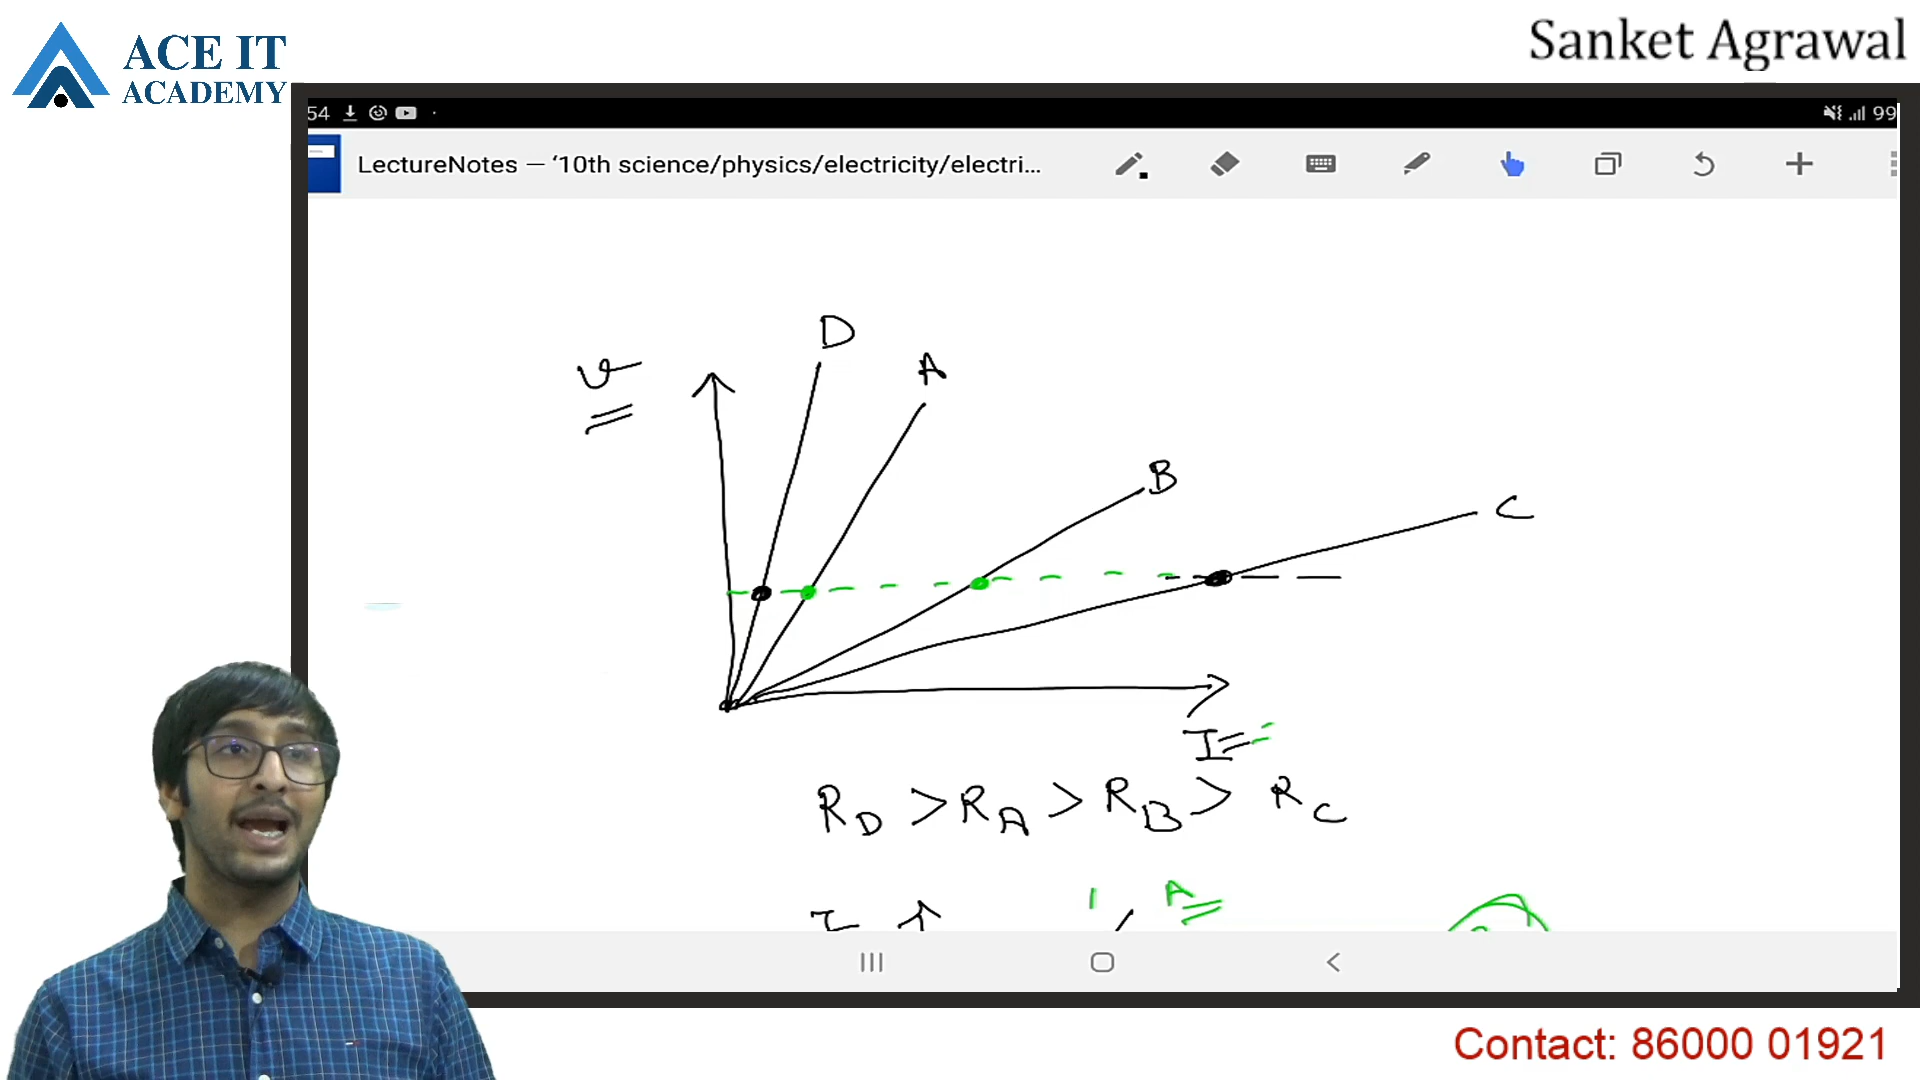 ACE IT
ACADEMY
Sanket Agrawal
54
99
LectureNotes — ‘10th science/physics/electricity/electri...
D
A
V
B
C
I
R_D > R_A > R_B > R_C
I ↑
A
Contact: 86000 01921